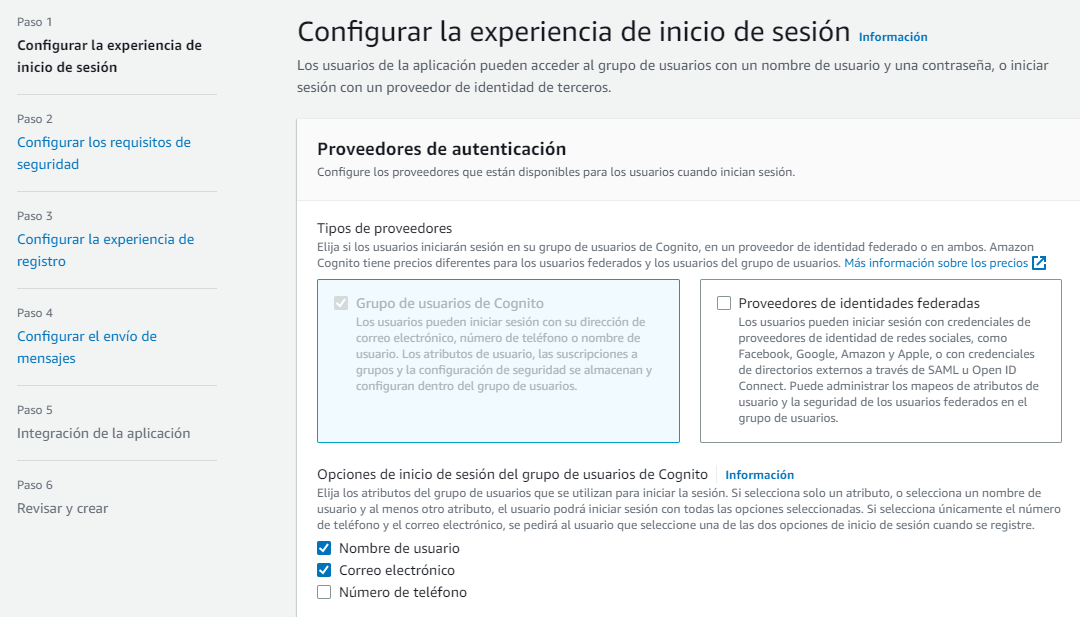 Paso 1
Configurar la experiencia de
inicio de sesión
Paso 2
Configurar los requisitos de
seguridad
Paso 3
Configurar la experiencia de
registro
Paso 4
Configurar el envío de
mensajes
Paso 5
Integración de la aplicación
Paso 6
Revisar y crear
Configurar la experiencia de inicio de sesión Información
Los usuarios de la aplicación pueden acceder al grupo de usuarios con un nombre de usuario y una contraseña, o iniciar
sesión con un proveedor de identidad de terceros.
Proveedores de autenticación
Configure los proveedores que están disponibles para los usuarios cuando inician sesión.
Tipos de proveedores
Elija si los usuarios iniciarán sesión en su grupo de usuarios de Cognito, en un proveedor de identidad federado o en ambos. Amazon
Cognito tiene precios diferentes para los usuarios federados y los usuarios del grupo de usuarios. Más información sobre los precios
Grupo de usuarios de Cognito
Los usuarios pueden iniciar sesión con su dirección de
correo electrónico, número de teléfono o nombre de
usuario. Los atributos de usuario, las suscripciones a
grupos y la configuración de seguridad se almacenan y
configuran dentro del grupo de usuarios.
Proveedores de identidades federadas
Los usuarios pueden iniciar sesión con credenciales de
proveedores de identidad de redes sociales, como
Facebook, Google, Amazon y Apple, o con credenciales
de directorios externos a través de SAML u Open ID
Connect. Puede administrar los mapeos de atributos de
usuario y la seguridad de los usuarios federados en el
grupo de usuarios.
Opciones de inicio de sesión del grupo de usuarios de Cognito Información
Elija los atributos del grupo de usuarios que se utilizan para iniciar la sesión. Si selecciona solo un atributo, o selecciona un nombre de
usuario y al menos otro atributo, el usuario podrá iniciar sesión con todas las opciones seleccionadas. Si selecciona únicamente el número
de teléfono y el correo electrónico, se pedirá al usuario que seleccione una de las dos opciones de inicio de sesión cuando se registre.
Nombre de usuario
Correo electrónico
Número de teléfono